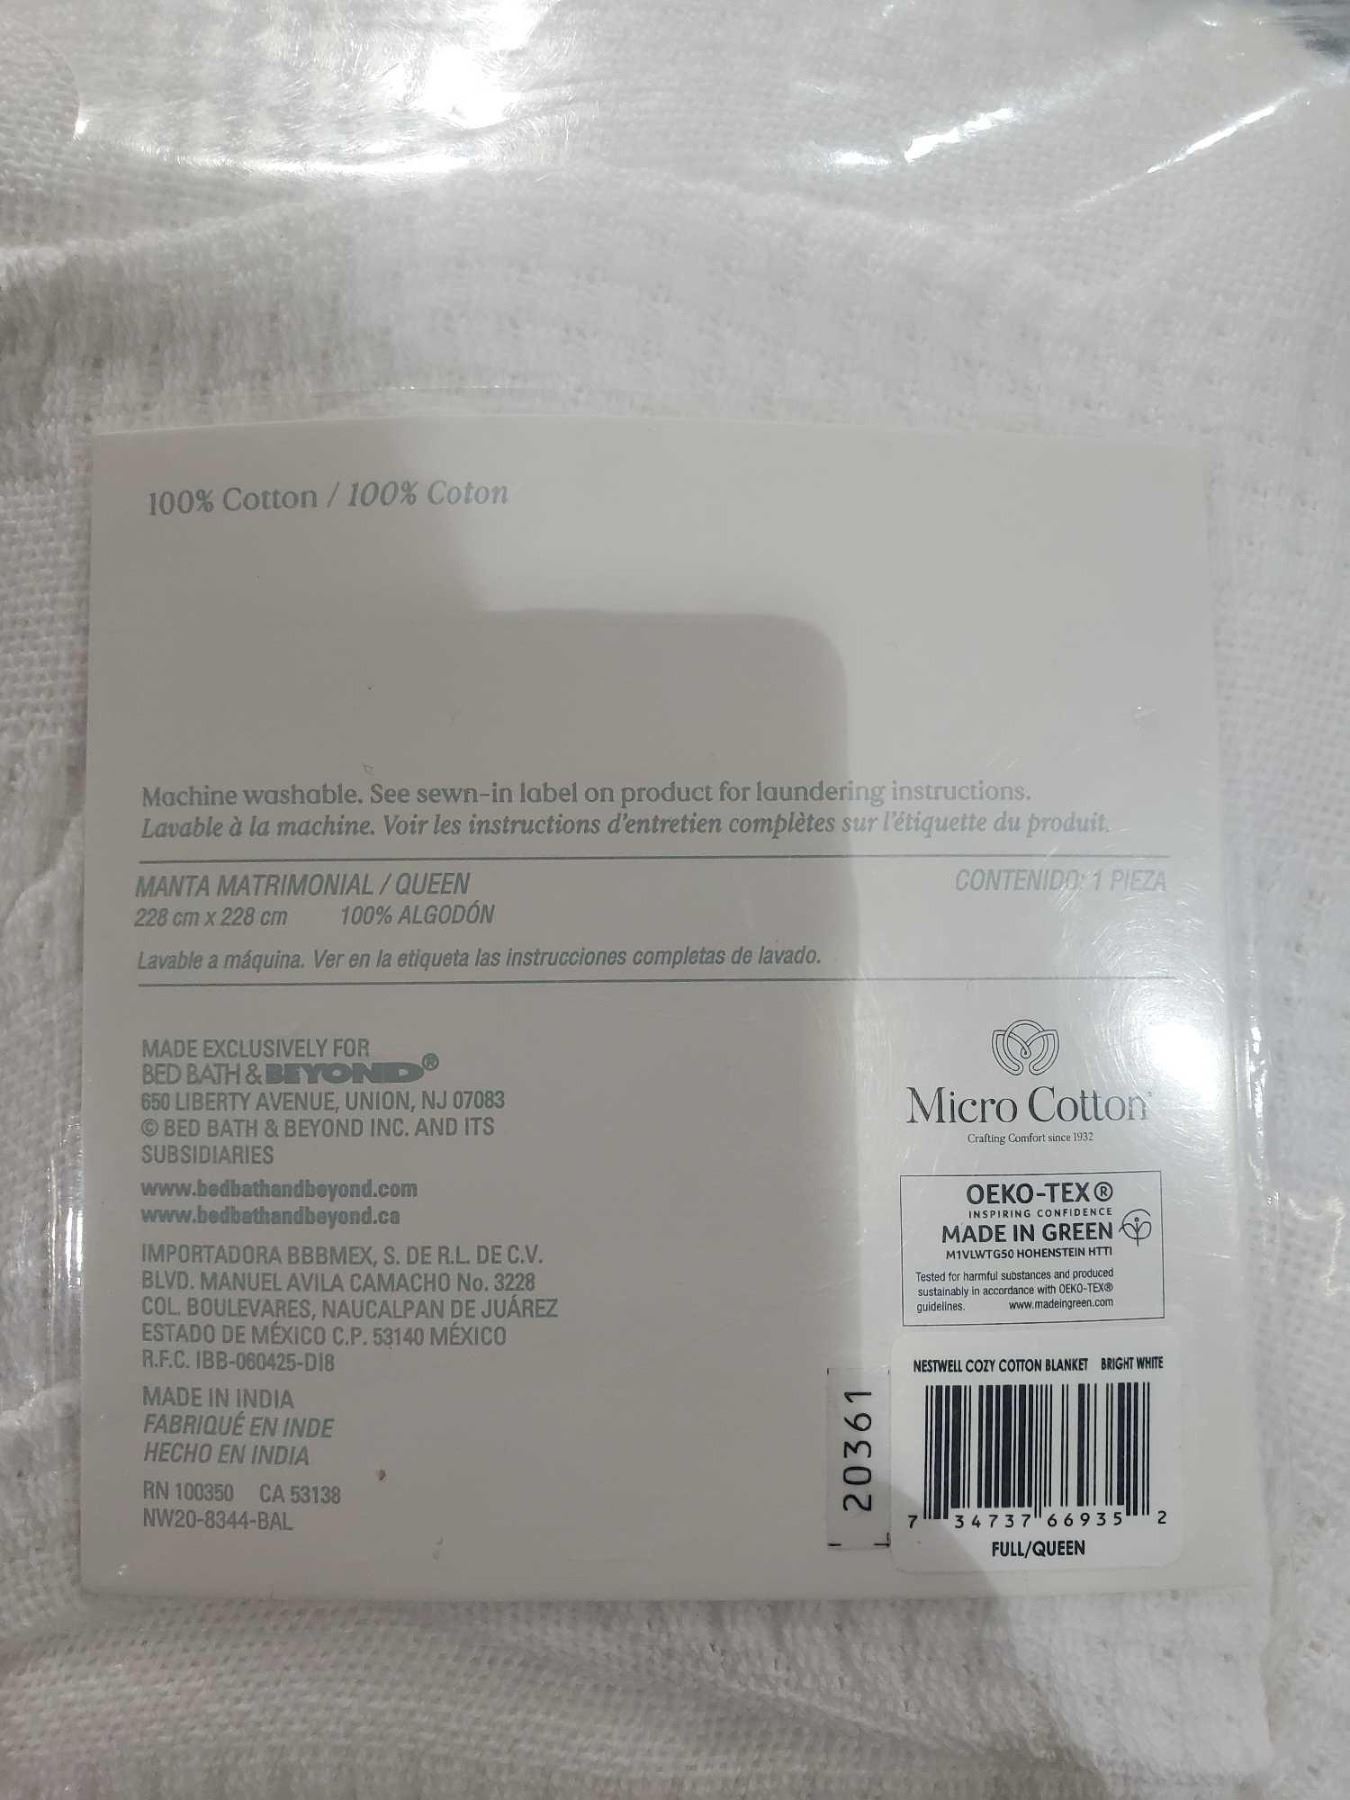 100% Cotton / 100% Coton
Machine washable. See sewn-in label on product for laundering instructions.
Lavable à la machine. Voir les instructions d'entretien complètes sur l'étiquette du produit.
MANTA MATRIMONIAL / QUEEN
CONTENIDO: 1 PIEZA
228 cm x 228 cm 100% ALGODÓN
Lavable a máquina. Ver en la etiqueta las instrucciones completas de lavado.
MADE EXCLUSIVELY FOR
BED BATH & BEYOND®
650 LIBERTY AVENUE, UNION, NJ 07083
© BED BATH & BEYOND INC. AND ITS
SUBSIDIARIES
www.bedbathandbeyond.com
www.bedbathandbeyond.ca
IMPORTADORA BBBMEX, S. DE R.L. DE C.V.
BLVD. MANUEL AVILA CAMACHO No. 3228
COL. BOULEVARES, NAUCALPAN DE JUÁREZ
ESTADO DE MÉXICO C.P. 53140 MÉXICO
R.F.C. IBB-060425-DI8
MADE IN INDIA
FABRIQUÉ EN INDE
HECHO EN INDIA
RN 100350 CA 53138
NW20-8344-BAL
Micro Cotton
Crafting Comfort since 1932
OEKO-TEX®
INSPIRING CONFIDENCE
MADE IN GREEN
M1VLWTG50 HOHENSTEIN HTTI
Tested for harmful substances and produced
sustainably in accordance with OEKO-TEX®
guidelines. www.madeingreen.com
20361
NESTWELL COZY COTTON BLANKET BRIGHT WHITE
7 34737 66935 2
FULL/QUEEN